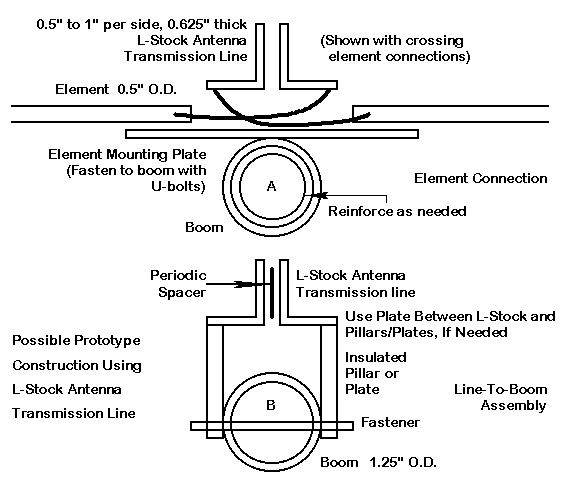 0.5" to 1" per side, 0.625" thick
L-Stock Antenna
Transmission Line
(Shown with crossing
element connections)
Element 0.5" O.D.
Element Mounting Plate
(Fasten to boom with
U-bolts)
A
Element Connection
Reinforce as needed
Boom
Periodic
Spacer
L-Stock Antenna
Transmission line
Use Plate Between L-Stock and
Pillars/Plates, If Needed
Possible Prototype
Construction Using
L-Stock Antenna
Transmission Line
Insulated
Pillar or
Plate
Line-To-Boom
Assembly
B
Fastener
Boom 1.25" O.D.